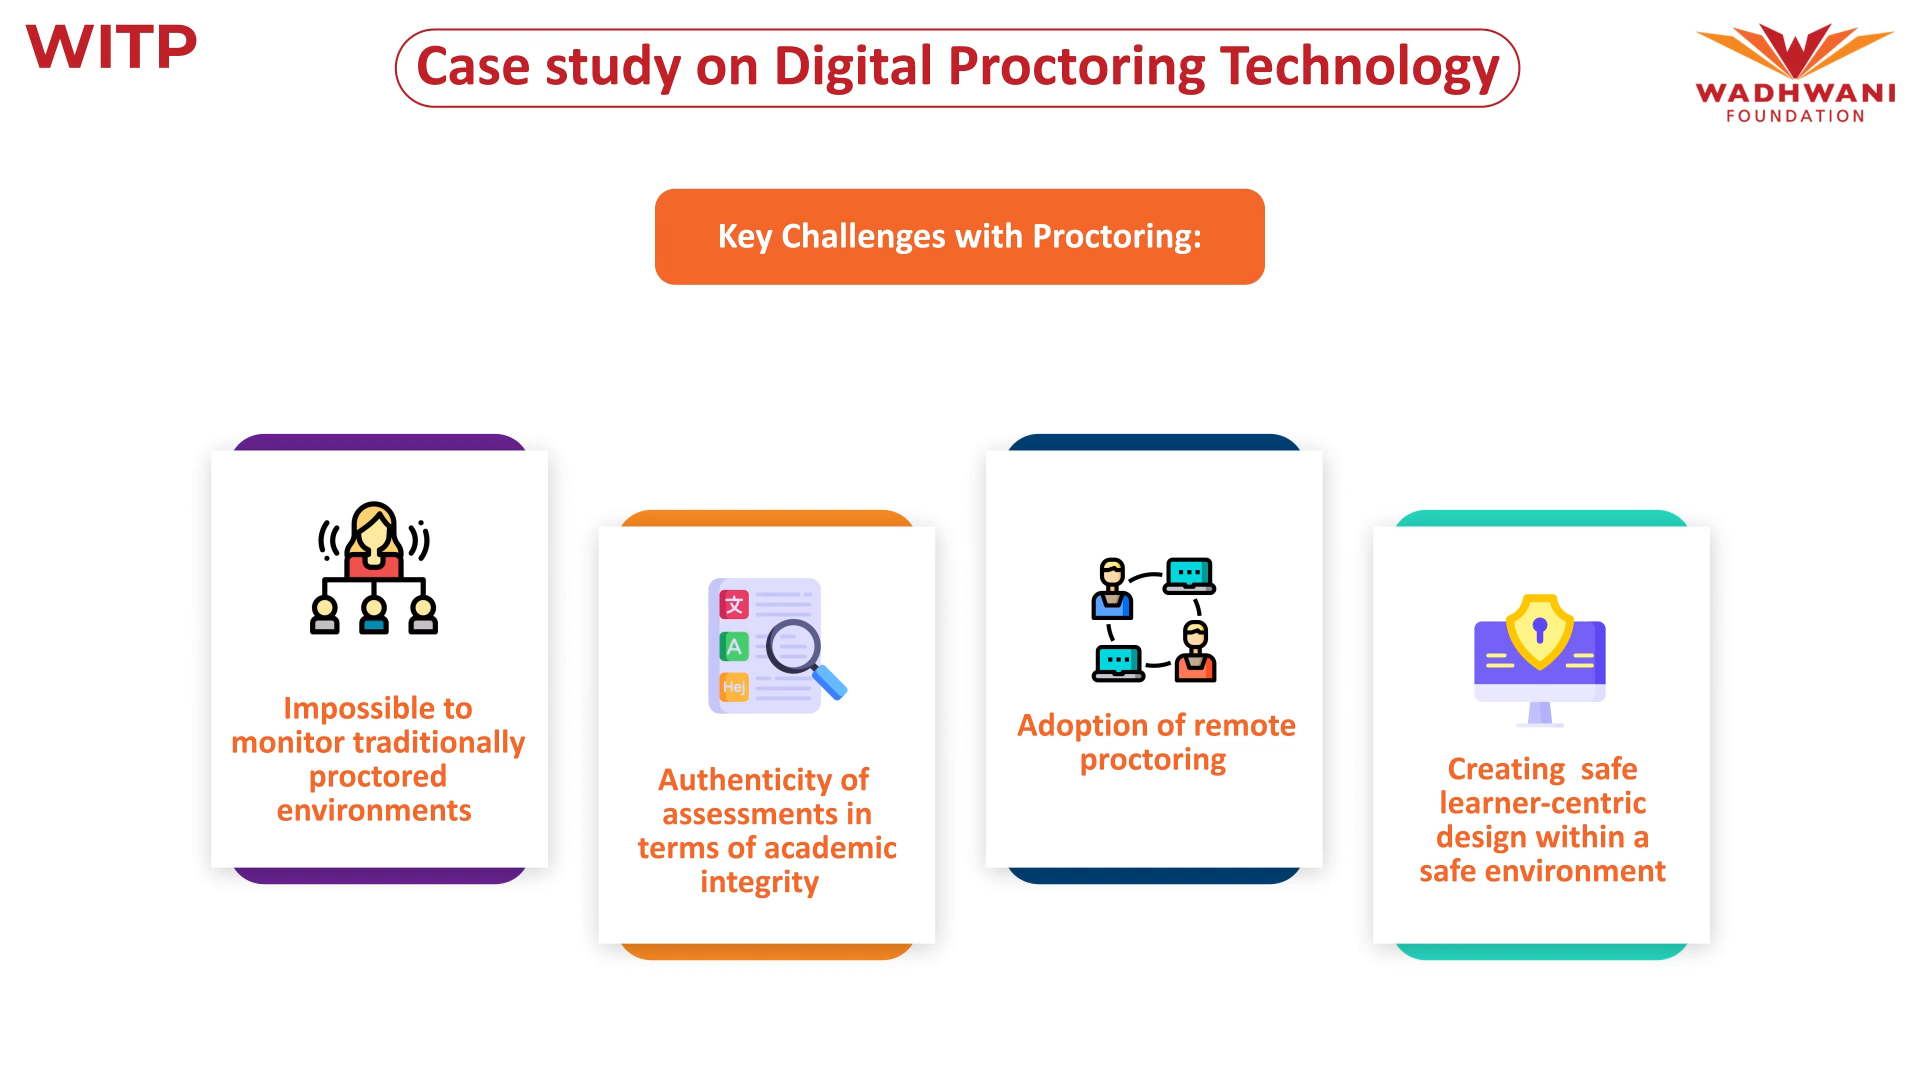 WITP
Case study on Digital Proctoring Technology
WADHWANI
FOUNDATION
Key Challenges with Proctoring:
Impossible to
monitor traditionally
proctored
environments
文
A
Hej
Authenticity of
assessments in
terms of academic
integrity
Adoption of remote
proctoring
Creating  safe
learner-centric
design within a
safe environment